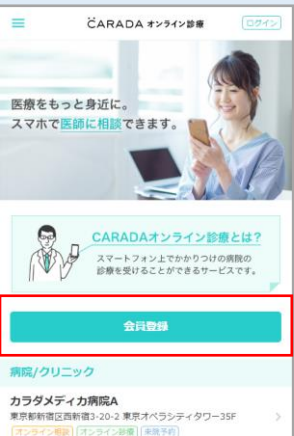 CARADA オンライン診療
ログイン
医療をもっと身近に。
スマホで医師に相談できます。
CARADAオンライン診療とは?
スマートフォン上でかかりつけの病院の
診療を受けることができるサービスです。
会員登録
病院/クリニック
カラダメディカ病院A
東京都新宿区西新宿3-20-2 東京オペラシティタワー35F
オンライン相談 オンライン診療 来院予約